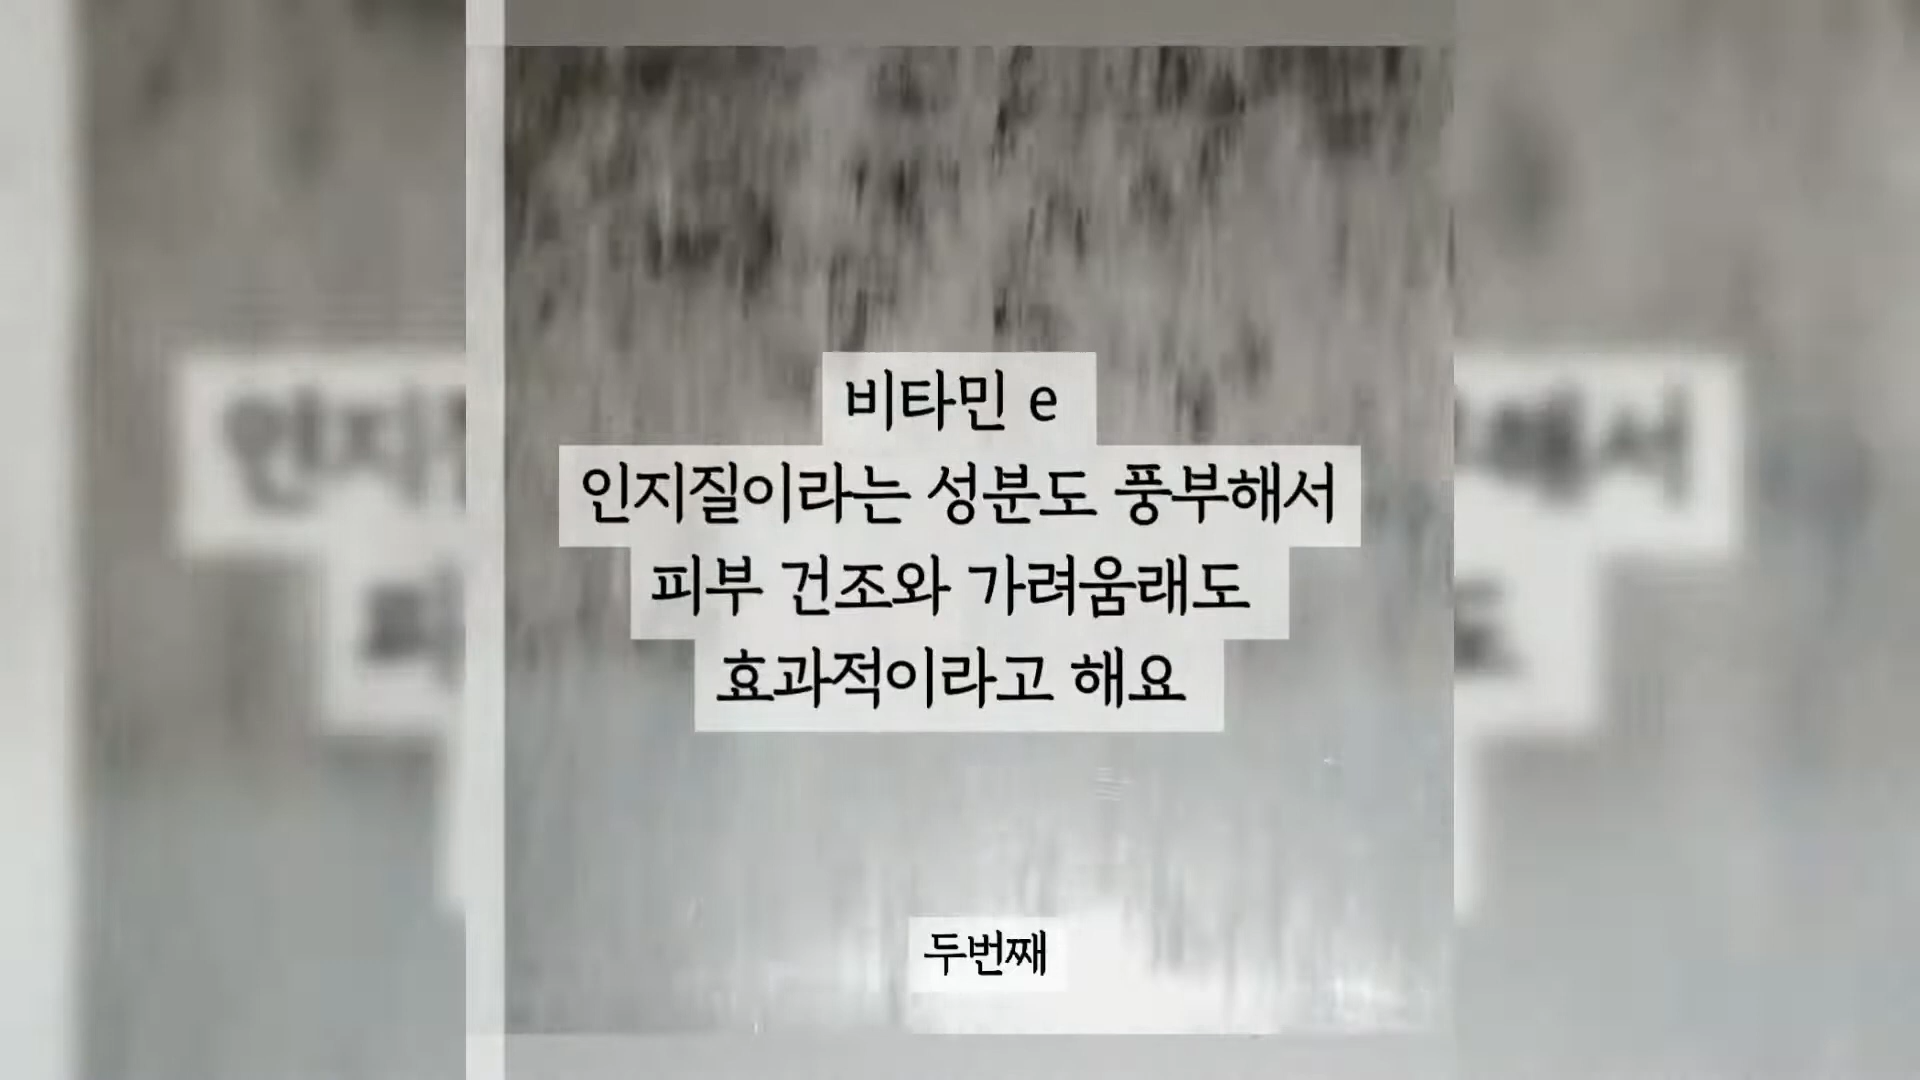 비타민 e
인지질이라는 성분도 풍부해서
피부 건조와 가려움래도
효과적이라고 해요
두번째